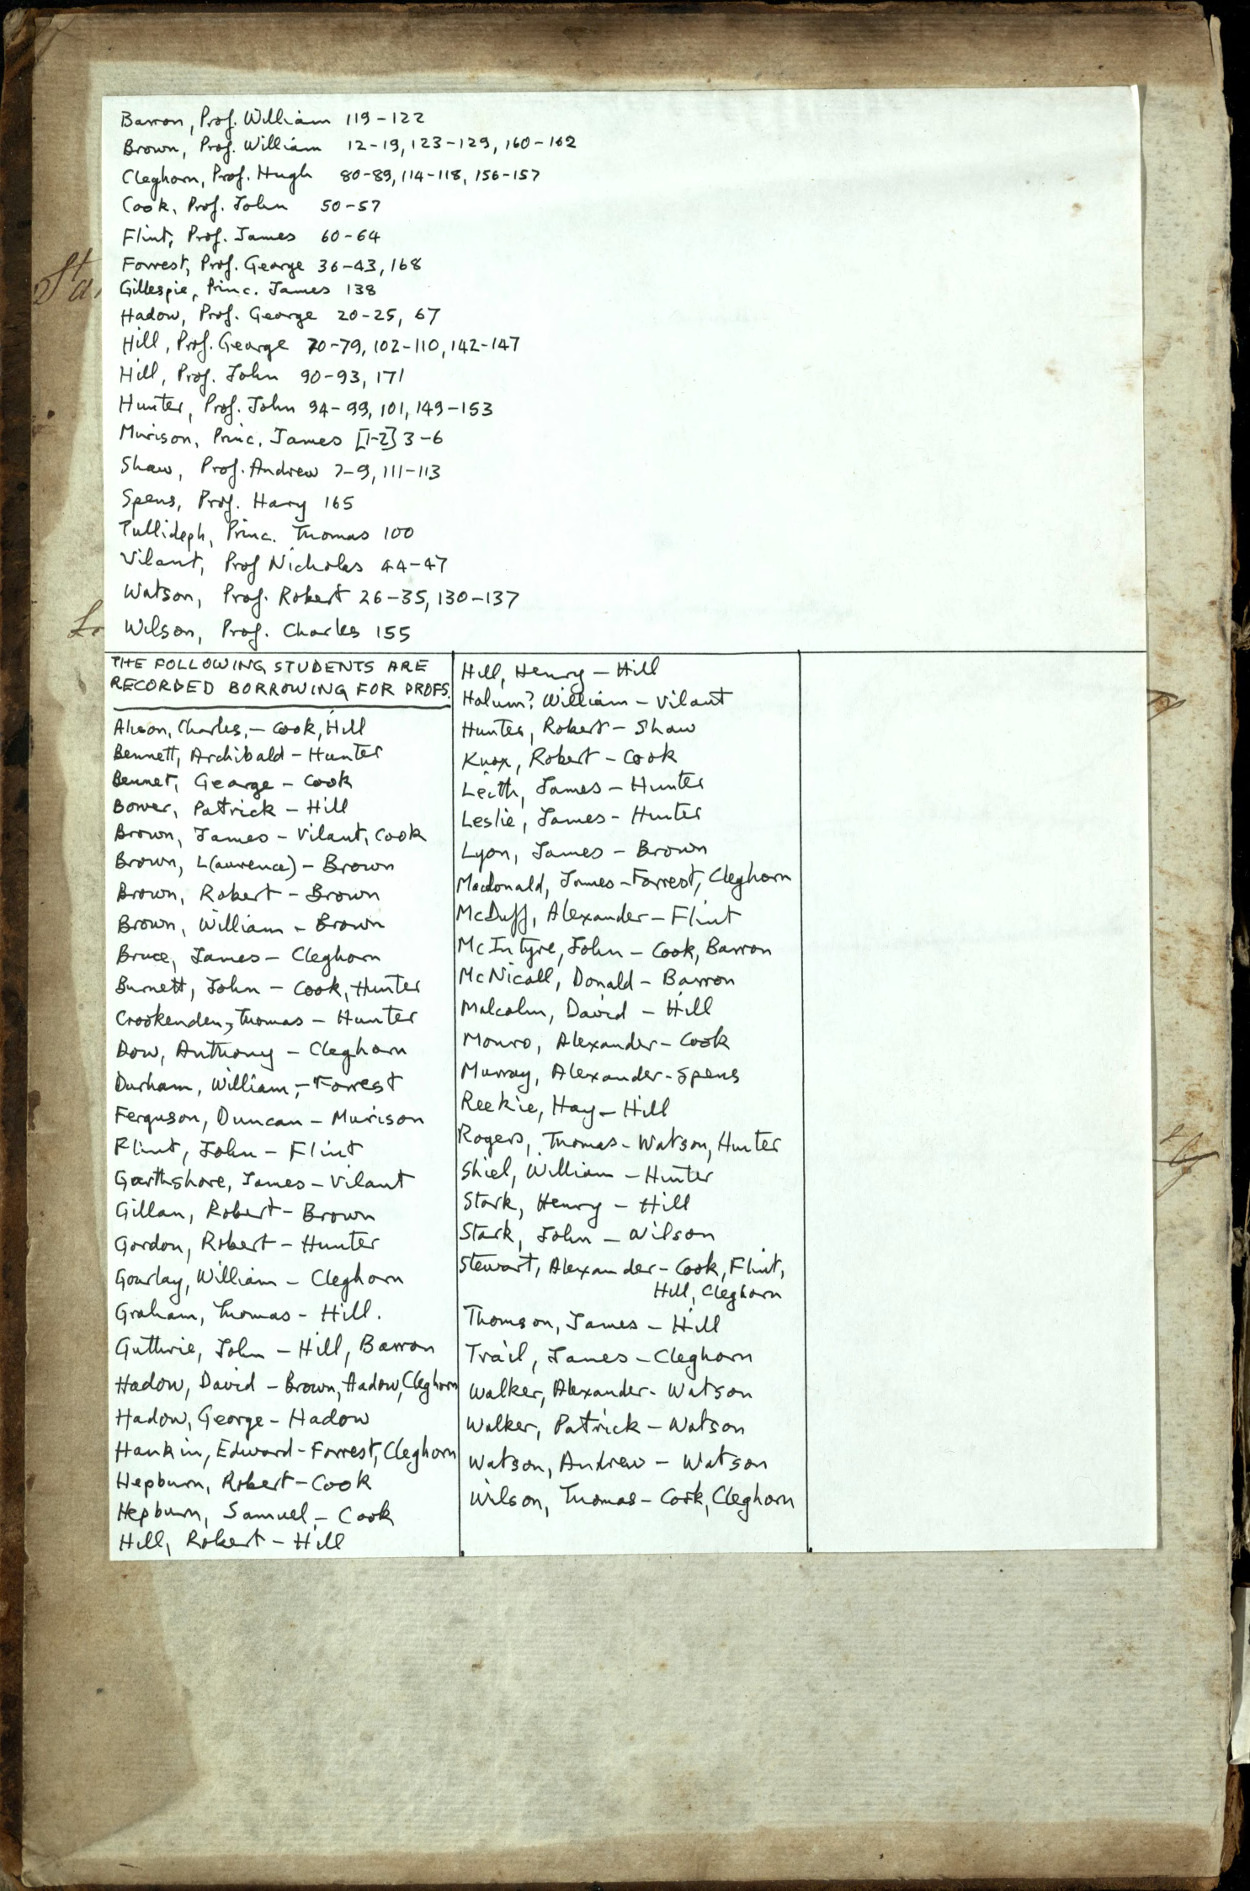 Barron, Prof. William 119-122
Brown, Prof. William 12-19, 123-129, 160-162
Cleghorn, Prof. Hugh 80-89, 114-118, 156-157
Cook, Prof. John 50-57
Flint, Prof. James 60-64
Forrest, Prof. George 36-43, 168
Gillespie, Princ. James 138
Hadow, Prof. George 20-25, 67
Hill, Prof. George 70-79, 102-110, 142-147
Hill, Prof. John 90-93, 171
Hunter, Prof. John 94-99, 101, 149-153
Murison, Princ. James [1-2] 3-6
Shaw, Prof. Andrew 7-9, 111-113
Spens, Prof. Hary 165
Tullideph, Princ. Thomas 100
Vilant, Prof Nicholas 44-47
Watson, Prof. Robert 26-35, 130-137
Wilson, Prof. Charles 155
THE FOLLOWING STUDENTS ARE
RECORDED BORROWING FOR PROFS.
Alison, Charles, - Cook, Hill
Bennett, Archibald - Hunter
Bennet, George - Cook
Bower, Patrick - Hill
Brown, James - Vilant, Cook
Brown, L(aurence) - Brown
Brown, Robert - Brown
Brown, William - Brown
Bruce, James - Cleghorn
Burnett, John - Cook, Hunter
Crookenden, Thomas - Hunter
Dow, Anthony - Cleghorn
Durham, William, - Forrest
Ferguson, Duncan - Murison
Flint, John - Flint
Garthshore, James - Vilant
Gillan, Robert - Brown
Gordon, Robert - Hunter
Gourlay, William - Cleghorn
Graham, Thomas - Hill.
Guthrie, John - Hill, Barron
Hadow, David - Brown, Hadow, Cleghorn
Hadow, George - Hadow
Hankin, Edward - Forrest, Cleghorn
Hepburn, Robert - Cook
Hepburn, Samuel, - Cook
Hill, Robert - Hill
Hill, Henry - Hill
Holum? William - Vilant
Hunter, Robert - Shaw
Knox, Robert - Cook
Leith, James - Hunter
Leslie, James - Hunter
Lyon, James - Brown
Macdonald, James - Forrest, Cleghorn
McDuff, Alexander - Flint
McIntyre, John - Cook, Barron
McNicall, Donald - Barron
Malcolm, David - Hill
Monro, Alexander - Cook
Murray, Alexander - Spens
Reekie, Hay - Hill
Rogers, Thomas - Watson, Hunter
Shiel, William - Hunter
Stark, Henry - Hill
Stark, John - Wilson
Stewart, Alexander - Cook, Flint,
Hill, Cleghorn
Thomson, James - Hill
Trail, James - Cleghorn
Walker, Alexander - Watson
Walker, Patrick - Watson
Watson, Andrew - Watson
Wilson, Thomas - Cook, Cleghorn